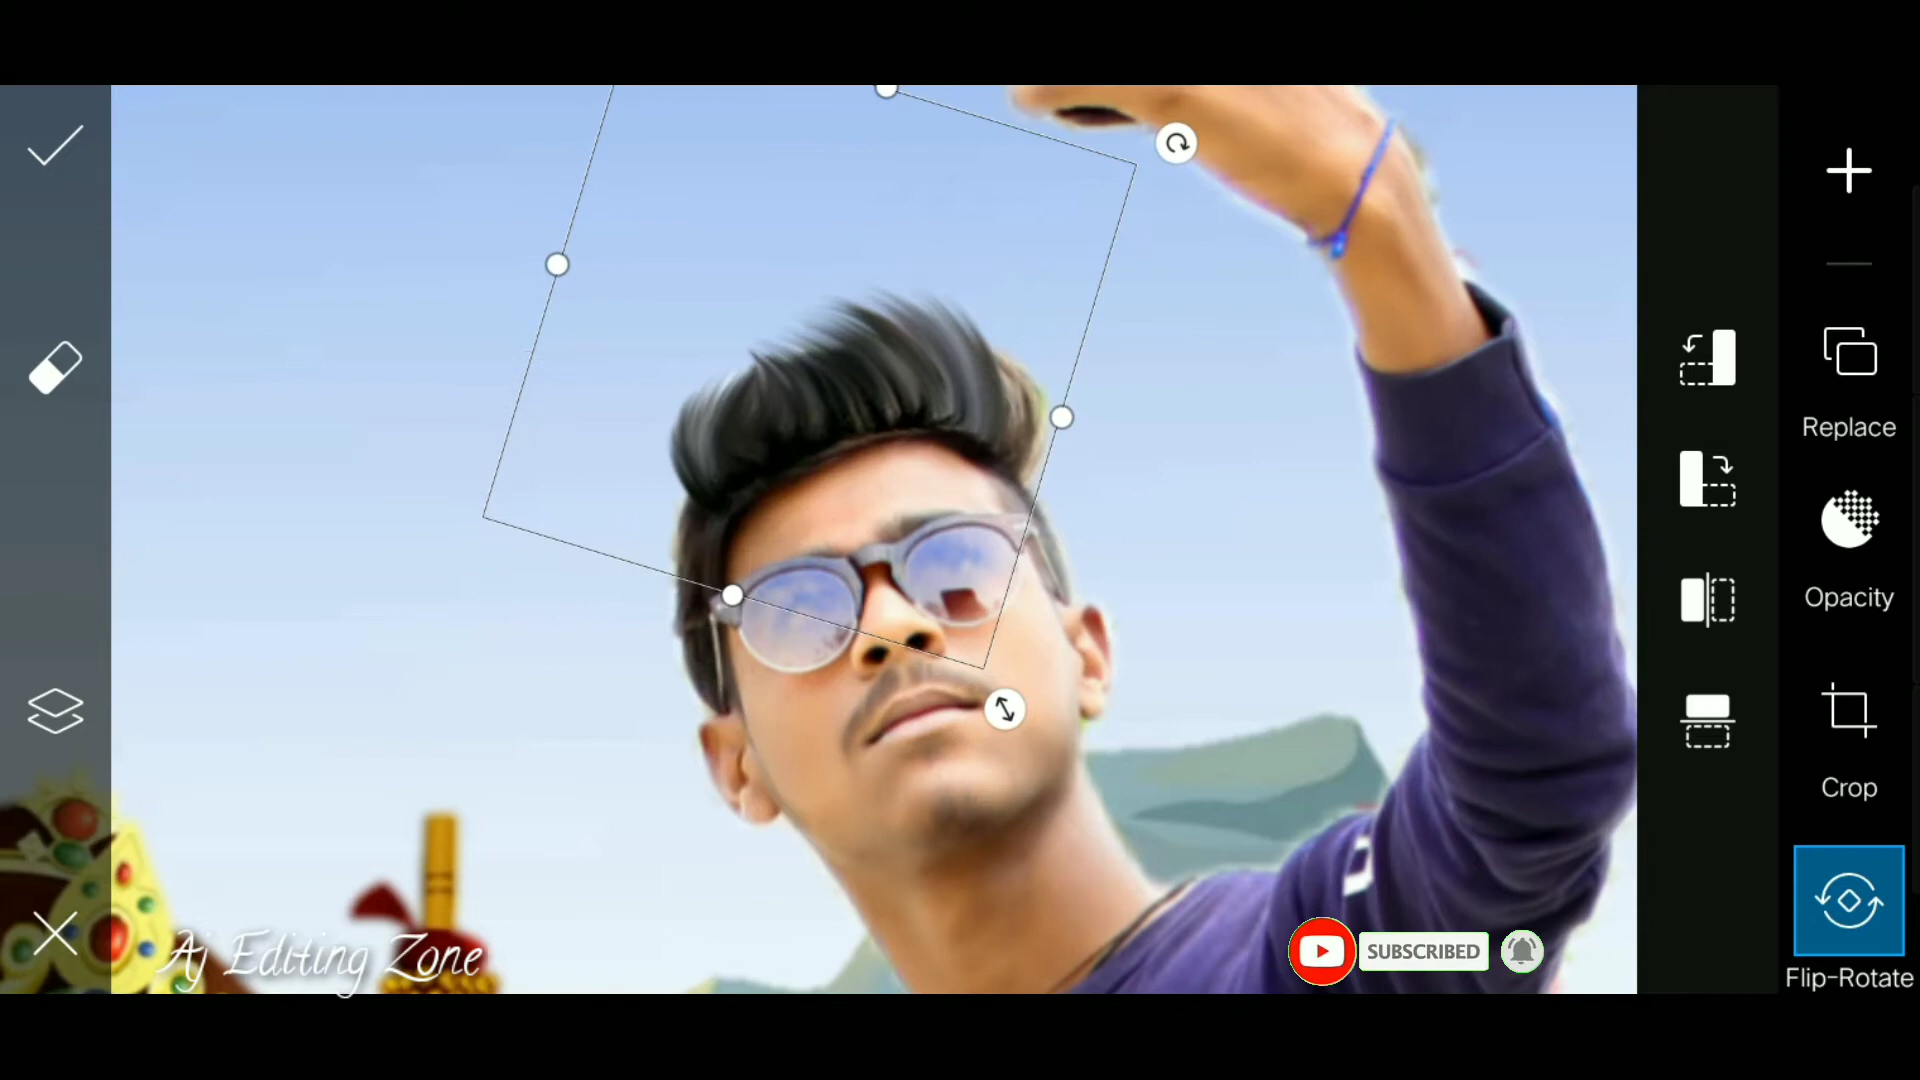 Replace
Opacity
Crop
Flip-Rotate
Aj Editing Zone
SUBSCRIBED